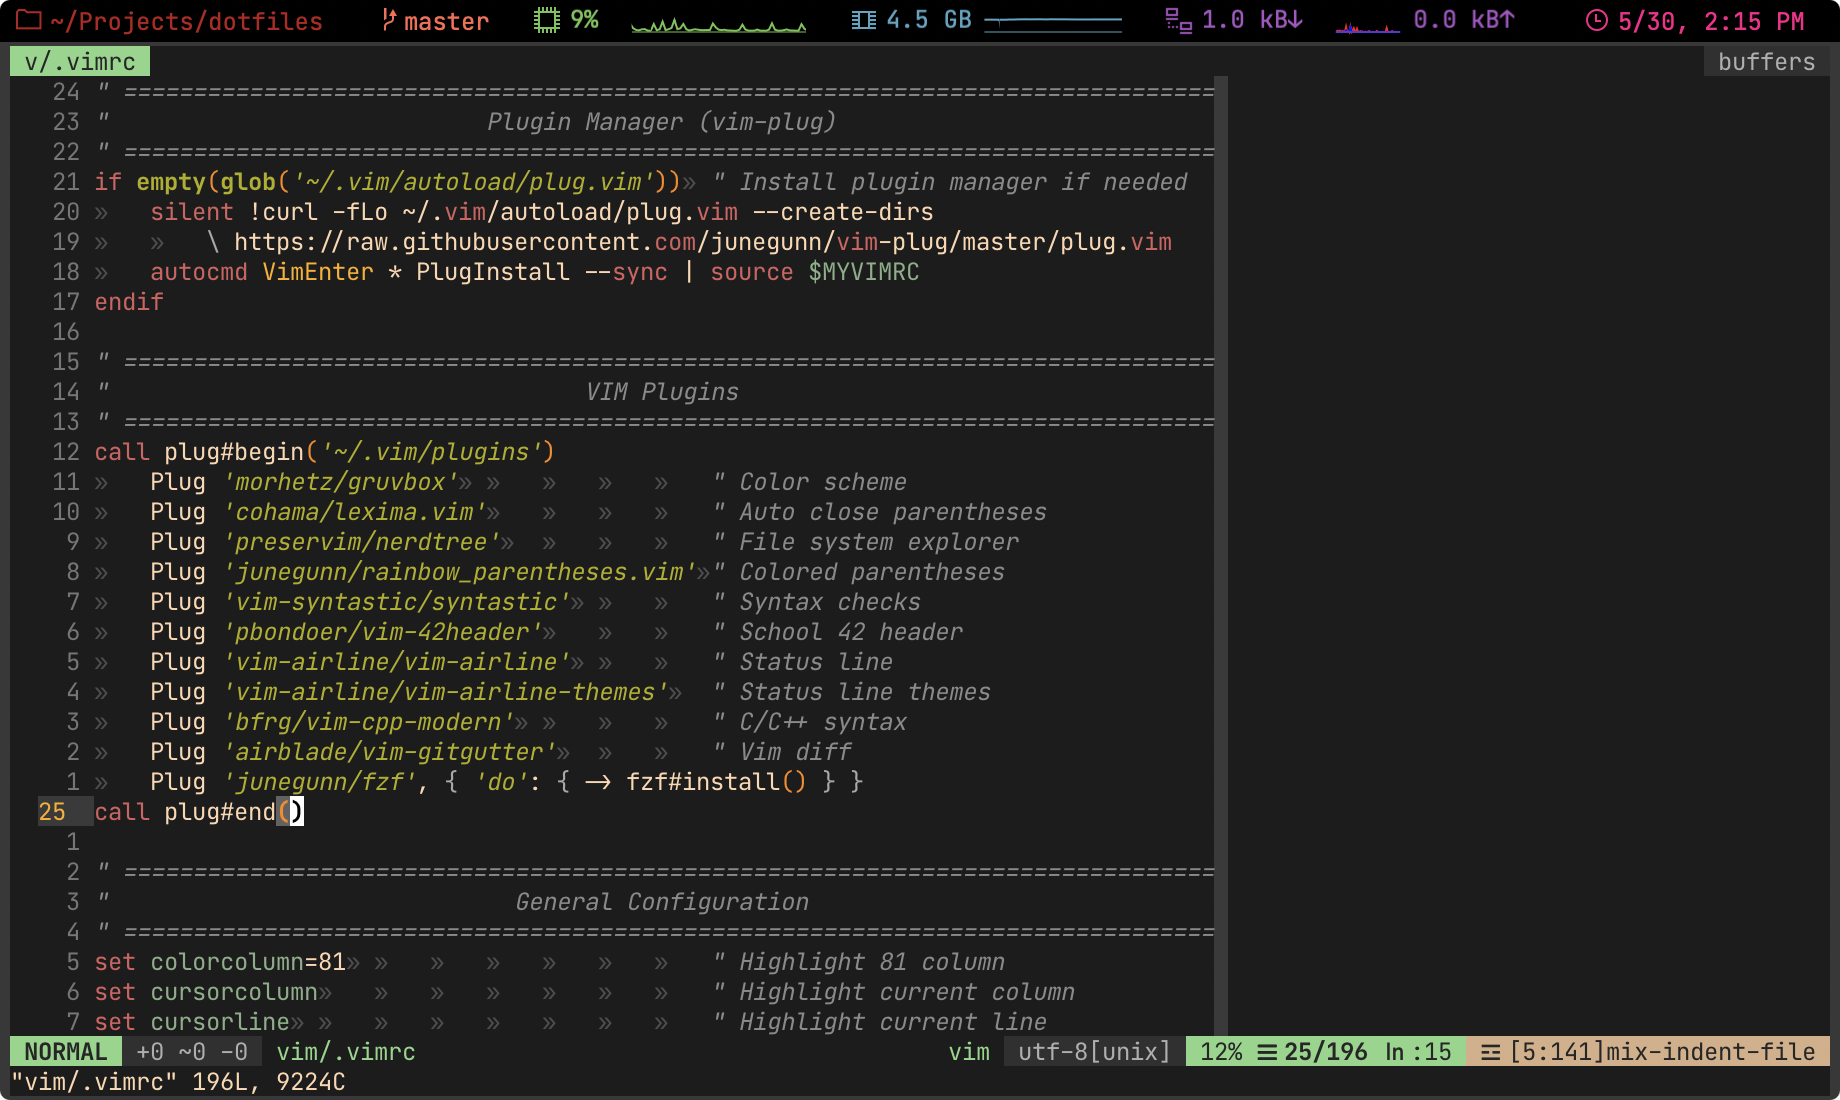 ~/Projects/dotfiles master 9% 4.5 GB 1.0 kB↓ 0.0 kB↑ 5/30, 2:15 PM
v/.vimrc buffers
24 " ==============================================================================
23 " Plugin Manager (vim-plug)
22 " ==============================================================================
21 if empty(glob('~/.vim/autoload/plug.vim'))» " Install plugin manager if needed
20 » silent !curl -fLo ~/.vim/autoload/plug.vim --create-dirs
19 » » \ https://raw.githubusercontent.com/junegunn/vim-plug/master/plug.vim
18 » autocmd VimEnter * PlugInstall --sync | source $MYVIMRC
17 endif
16
15 " ==============================================================================
14 " VIM Plugins
13 " ==============================================================================
12 call plug#begin('~/.vim/plugins')
11 » Plug 'morhetz/gruvbox'» » » » » " Color scheme
10 » Plug 'cohama/lexima.vim'» » » » " Auto close parentheses
9 » Plug 'preservim/nerdtree'» » » » " File system explorer
8 » Plug 'junegunn/rainbow_parentheses.vim'» " Colored parentheses
7 » Plug 'vim-syntastic/syntastic'» » » " Syntax checks
6 » Plug 'pbondoer/vim-42header'» » » " School 42 header
5 » Plug 'vim-airline/vim-airline'» » » " Status line
4 » Plug 'vim-airline/vim-airline-themes'» " Status line themes
3 » Plug 'bfrg/vim-cpp-modern'» » » » " C/C++ syntax
2 » Plug 'airblade/vim-gitgutter'» » » " Vim diff
1 » Plug 'junegunn/fzf', { 'do': { -> fzf#install() } }
25 call plug#end()
1
2 " ==============================================================================
3 " General Configuration
4 " ==============================================================================
5 set colorcolumn=81» » » » » » » " Highlight 81 column
6 set cursorcolumn» » » » » » » " Highlight current column
7 set cursorline» » » » » » » » " Highlight current line
NORMAL +0 ~0 -0 vim/.vimrc vim utf-8[unix] 12% ☰ 25/196 ln :15 ☲ [5:141]mix-indent-file
"vim/.vimrc" 196L, 9224C